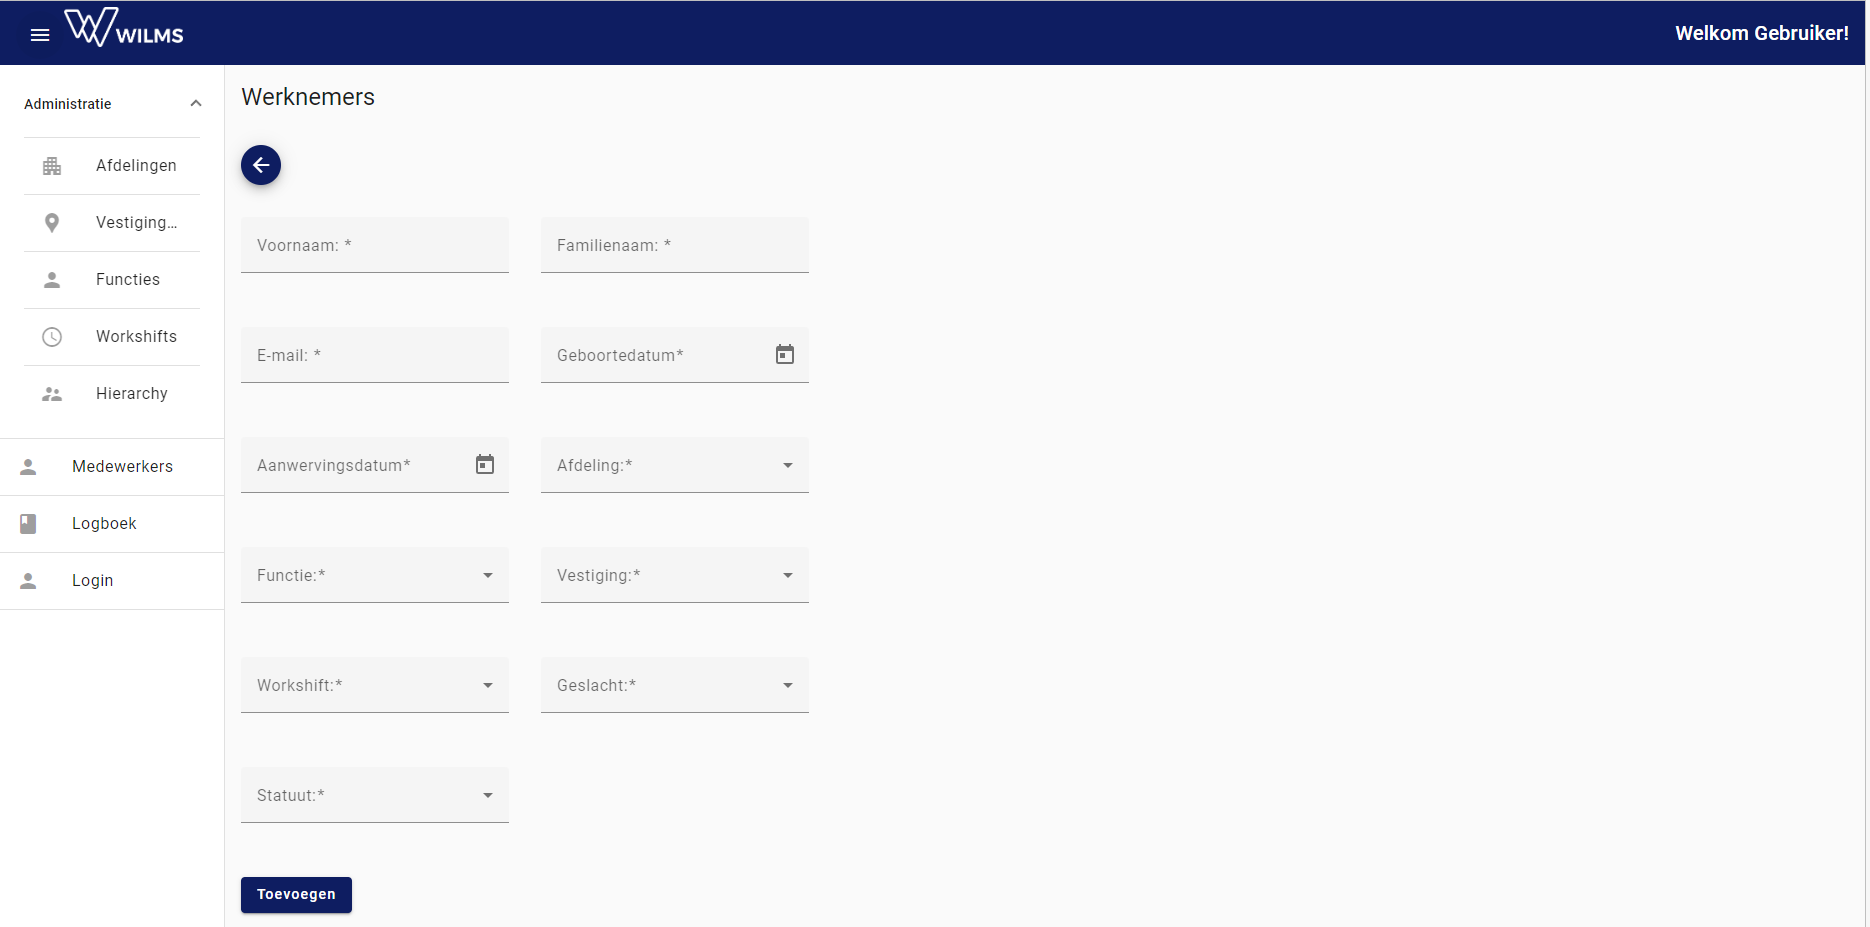 WILMS
Welkom Gebruiker!
Administratie
Afdelingen
Vestiging...
Functies
Workshifts
Hierarchy
Medewerkers
Logboek
Login
Werknemers
Voornaam: *
Familienaam: *
E-mail: *
Geboortedatum*
Aanwervingsdatum*
Afdeling:*
Functie:*
Vestiging:*
Workshift:*
Geslacht:*
Statuut:*
Toevoegen